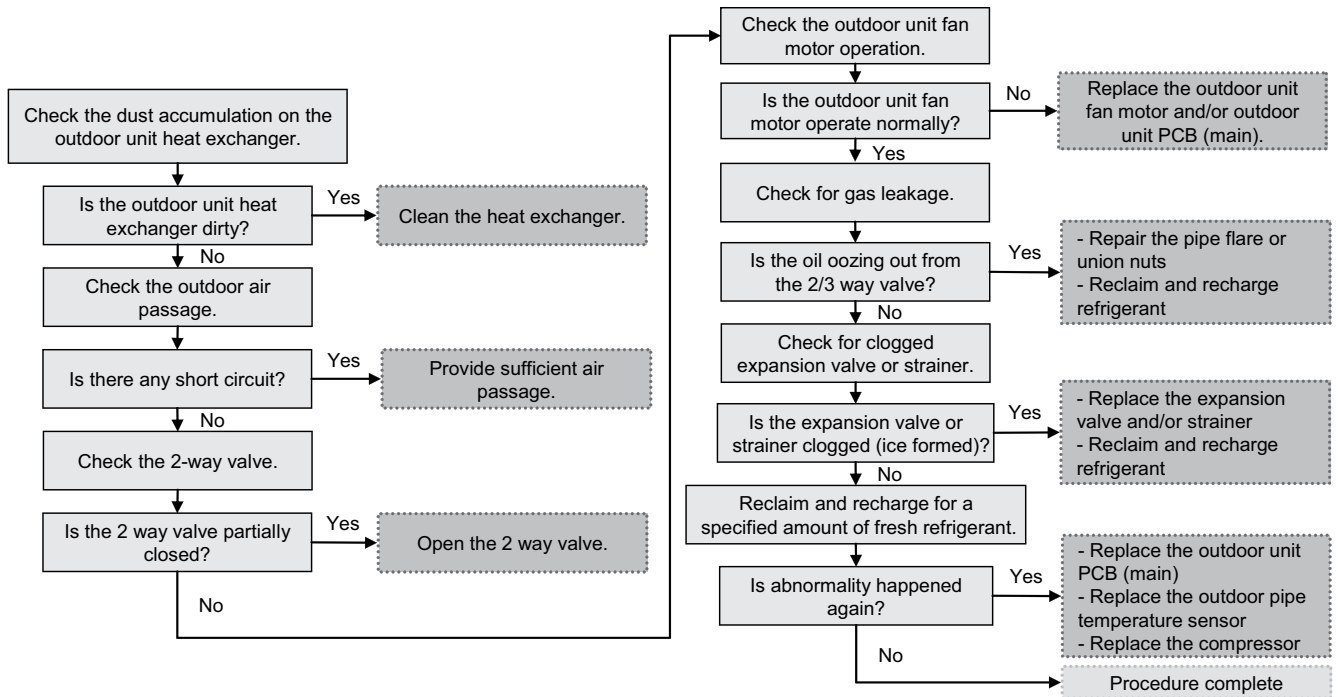 Check the dust accumulation on the
outdoor unit heat exchanger.
Is the outdoor unit heat
exchanger dirty?
Yes
Clean the heat exchanger.
No
Check the outdoor air
passage.
Is there any short circuit?
Yes
Provide sufficient air
passage.
No
Check the 2-way valve.
Is the 2 way valve partially
closed?
Yes
Open the 2 way valve.
No
Check the outdoor unit fan
motor operation.
Is the outdoor unit fan
motor operate normally?
No
Replace the outdoor unit
fan motor and/or outdoor
unit PCB (main).
Yes
Check for gas leakage.
Is the oil oozing out from
the 2/3 way valve?
Yes
- Repair the pipe flare or
union nuts
- Reclaim and recharge
refrigerant
No
Check for clogged
expansion valve or strainer.
Is the expansion valve or
strainer clogged (ice formed)?
Yes
- Replace the expansion
valve and/or strainer
- Reclaim and recharge
refrigerant
No
Reclaim and recharge for a
specified amount of fresh refrigerant.
Is abnormality happened
again?
Yes
- Replace the outdoor unit
PCB (main)
- Replace the outdoor pipe
temperature sensor
- Replace the compressor
No
Procedure complete